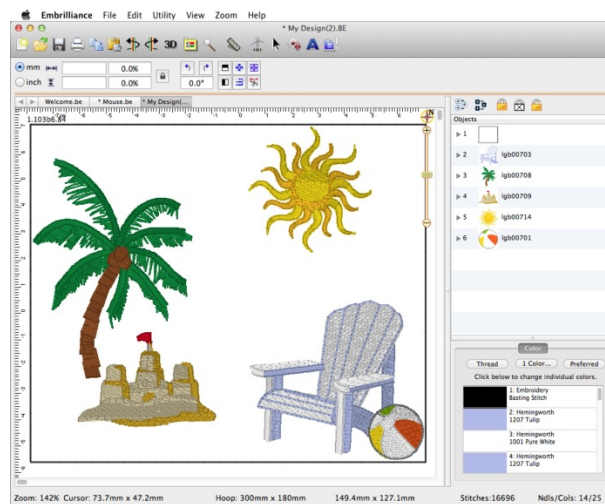 Embrilliance File Edit Utility View Zoom Help
* My Design(2).BE
3D
mm 0.0%
inch 0.0% 0.0°
Welcome.be * Mouse.be * My Design(...
N
Objects
1
2 lgb00703
3 lgb00708
4 lgb00709
5 lgb00714
6 lgb00701
Color
Thread 1 Color... Preferred
Click below to change individual colors.
1: Embroidery
Basting Stitch
2: Hemingworth
1207 Tulip
3: Hemingworth
1001 Pure White
4: Hemingworth
1207 Tulip
Zoom: 142% Cursor: 73.7mm x 47.2mm Hoop: 300mm x 180mm 149.4mm x 127.1mm Stitches:16696 Ndls/Cols: 14/25